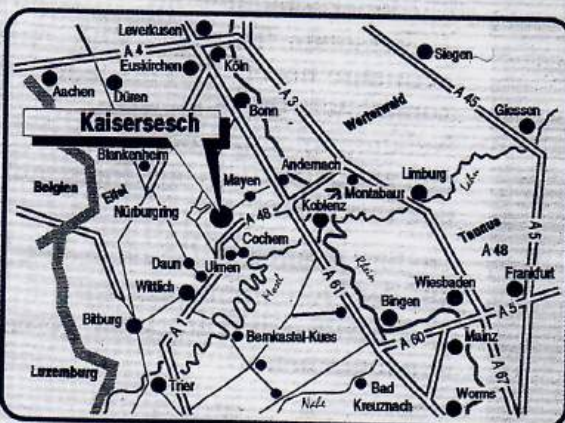 Leverkusen
Siegen
A 4
Euskirchen
Köln
Aachen
Düren
A 3
A 45
Bonn
Westerwald
Giessen
Kaisersesch
Blankenheim
Andernach
Mayen
Limburg
Lahn
Montabaur
Belgien
Eifel
Nürburgring
A 48
Koblenz
A 5
Taunus
Cochem
A 48
Daun
Ulmen
Rhein
Wittlich
Mosel
A 61
Wiesbaden
Frankfurt
Bingen
A 5
Bitburg
A 1
A 60
Mainz
Bernkastel-Kues
Luxemburg
A 67
Trier
Nahe
Bad
Kreuznach
Worms